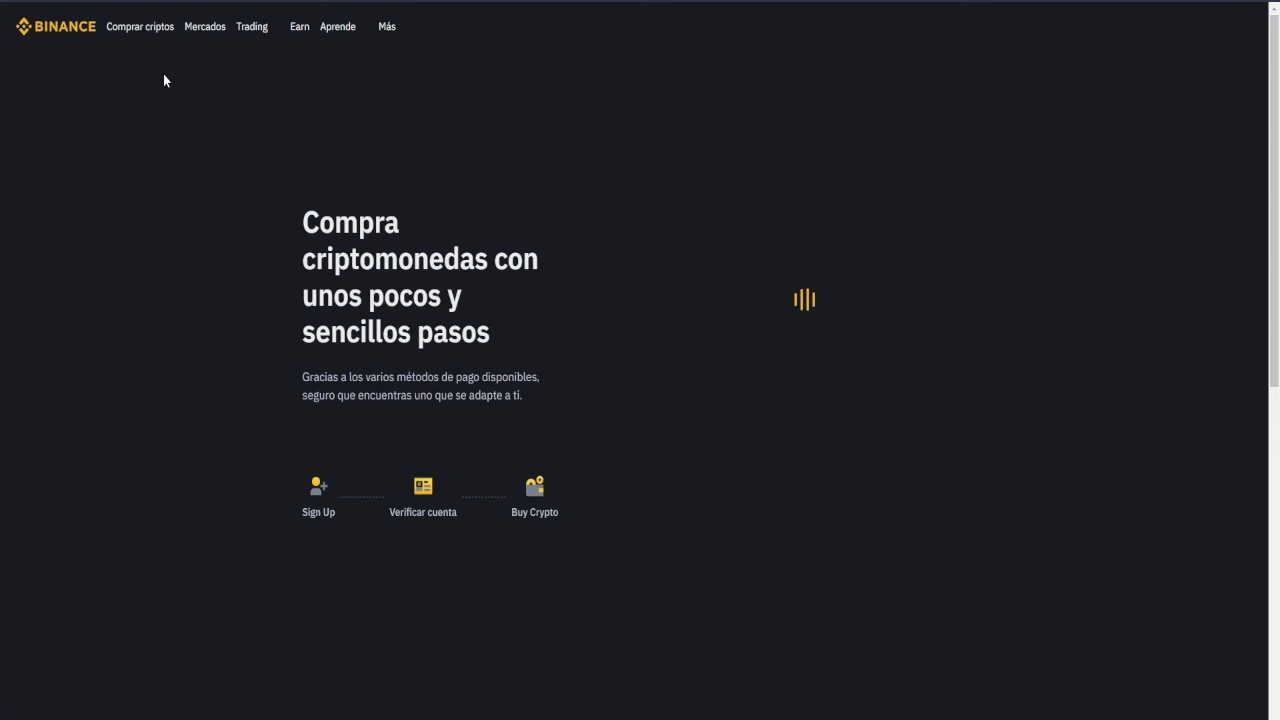 BINANCE Comprar criptos Mercados Trading Earn Aprende Más
Compra
criptomonedas con
unos pocos y
sencillos pasos
Gracias a los varios métodos de pago disponibles,
seguro que encuentras uno que se adapte a ti.
Sign Up Verificar cuenta Buy Crypto